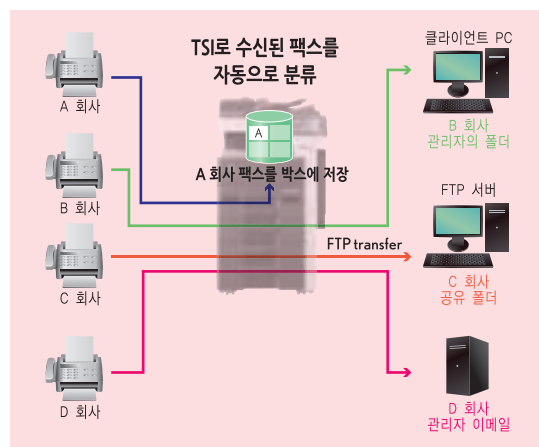 TSI로 수신된 팩스를
자동으로 분류
A 회사
A
A 회사 팩스를 박스에 저장
클라이언트 PC
B 회사
관리자의 폴더
B 회사
FTP 서버
FTP transfer
C 회사
공유 폴더
C 회사
D 회사
D 회사
관리자 이메일